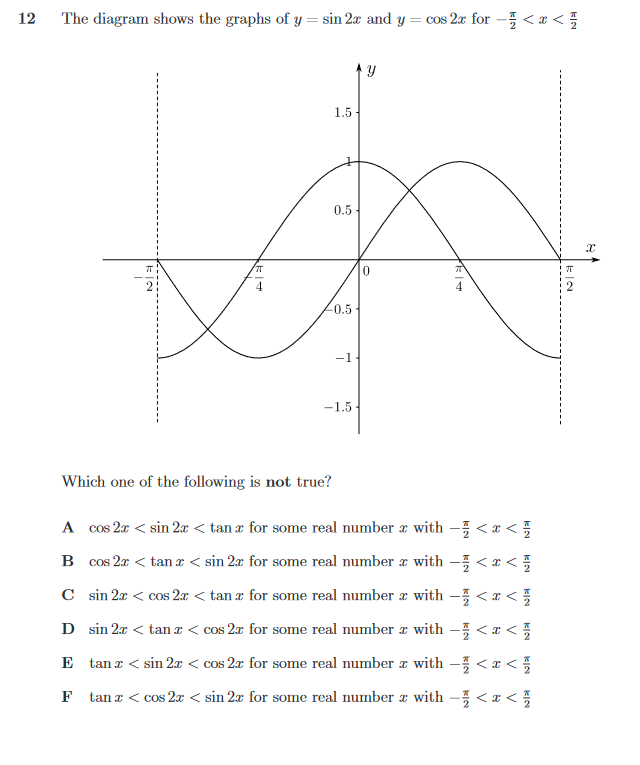 12 The diagram shows the graphs of y = sin 2x and y = cos 2x for −π/2 < x < π/2
y
1.5
1
0.5
x
−π/2 −π/4 0 π/4 π/2
−0.5
−1
−1.5
Which one of the following is not true?
A cos 2x < sin 2x < tan x for some real number x with −π/2 < x < π/2
B cos 2x < tan x < sin 2x for some real number x with −π/2 < x < π/2
C sin 2x < cos 2x < tan x for some real number x with −π/2 < x < π/2
D sin 2x < tan x < cos 2x for some real number x with −π/2 < x < π/2
E tan x < sin 2x < cos 2x for some real number x with −π/2 < x < π/2
F tan x < cos 2x < sin 2x for some real number x with −π/2 < x < π/2